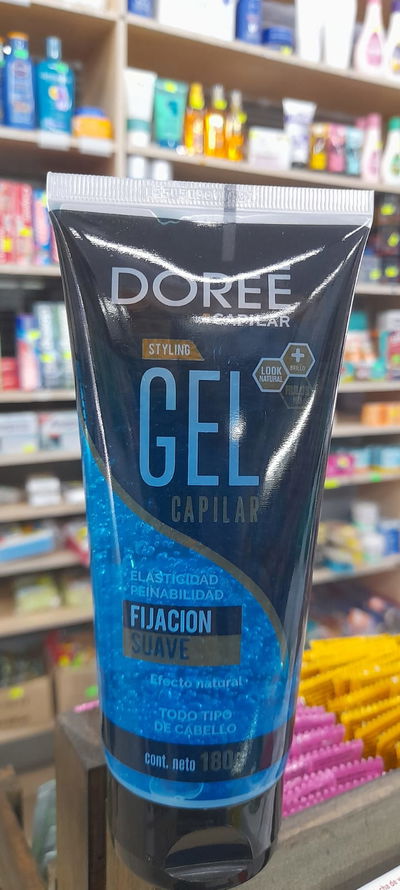 DOREE
CAPILAR
STYLING
GEL
CAPILAR
LOOK
NATURAL
+
BRILLO
ELASTICIDAD
PEINABILIDAD
FIJACION
SUAVE
Efecto natural
TODO TIPO
DE CABELLO
cont. neto 180